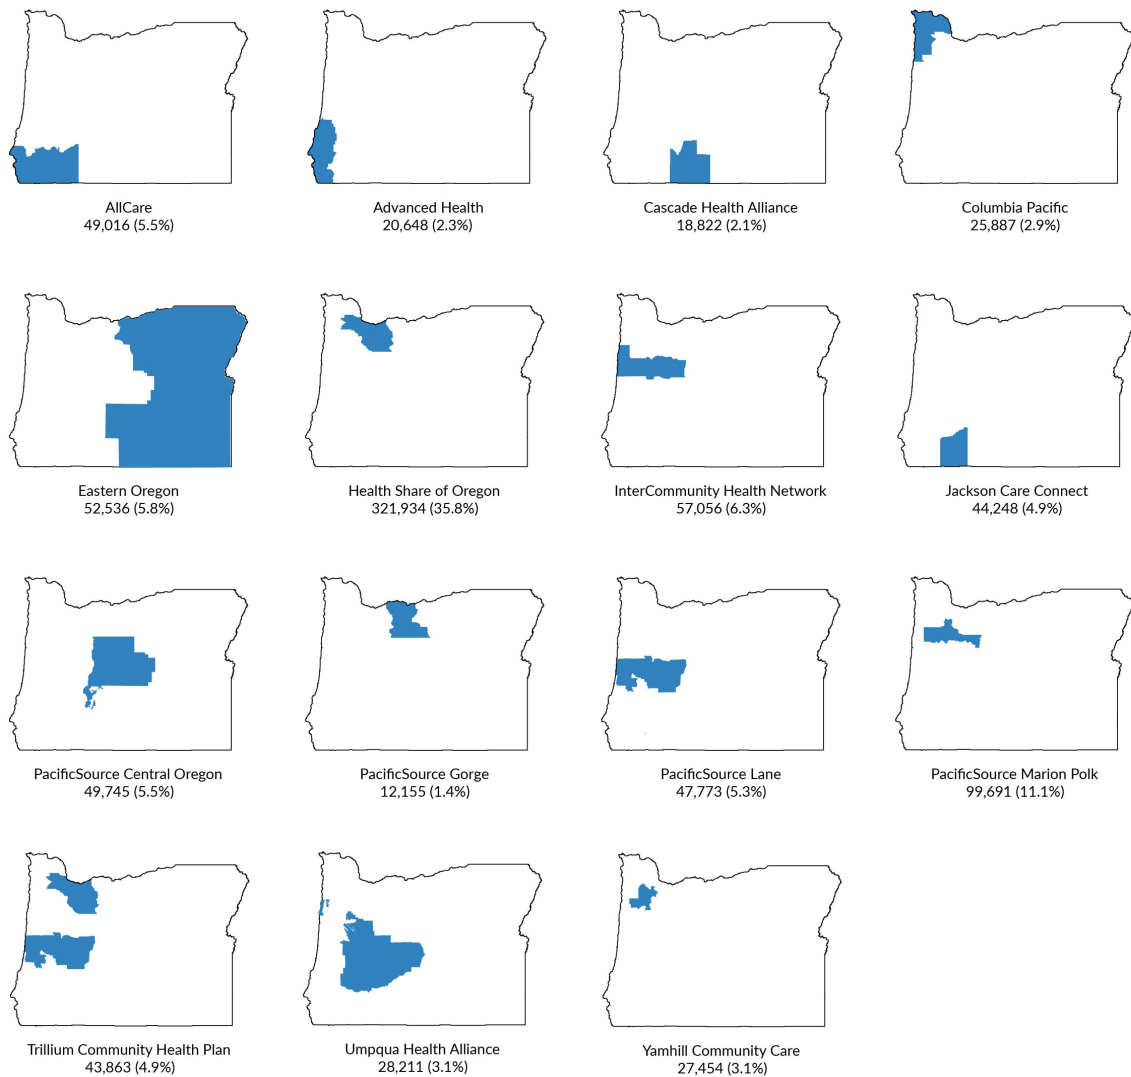 AllCare
49,016 (5.5%)
Advanced Health
20,648 (2.3%)
Cascade Health Alliance
18,822 (2.1%)
Columbia Pacific
25,887 (2.9%)
Eastern Oregon
52,536 (5.8%)
Health Share of Oregon
321,934 (35.8%)
InterCommunity Health Network
57,056 (6.3%)
Jackson Care Connect
44,248 (4.9%)
PacificSource Central Oregon
49,745 (5.5%)
PacificSource Gorge
12,155 (1.4%)
PacificSource Lane
47,773 (5.3%)
PacificSource Marion Polk
99,691 (11.1%)
Trillium Community Health Plan
43,863 (4.9%)
Umpqua Health Alliance
28,211 (3.1%)
Yamhill Community Care
27,454 (3.1%)